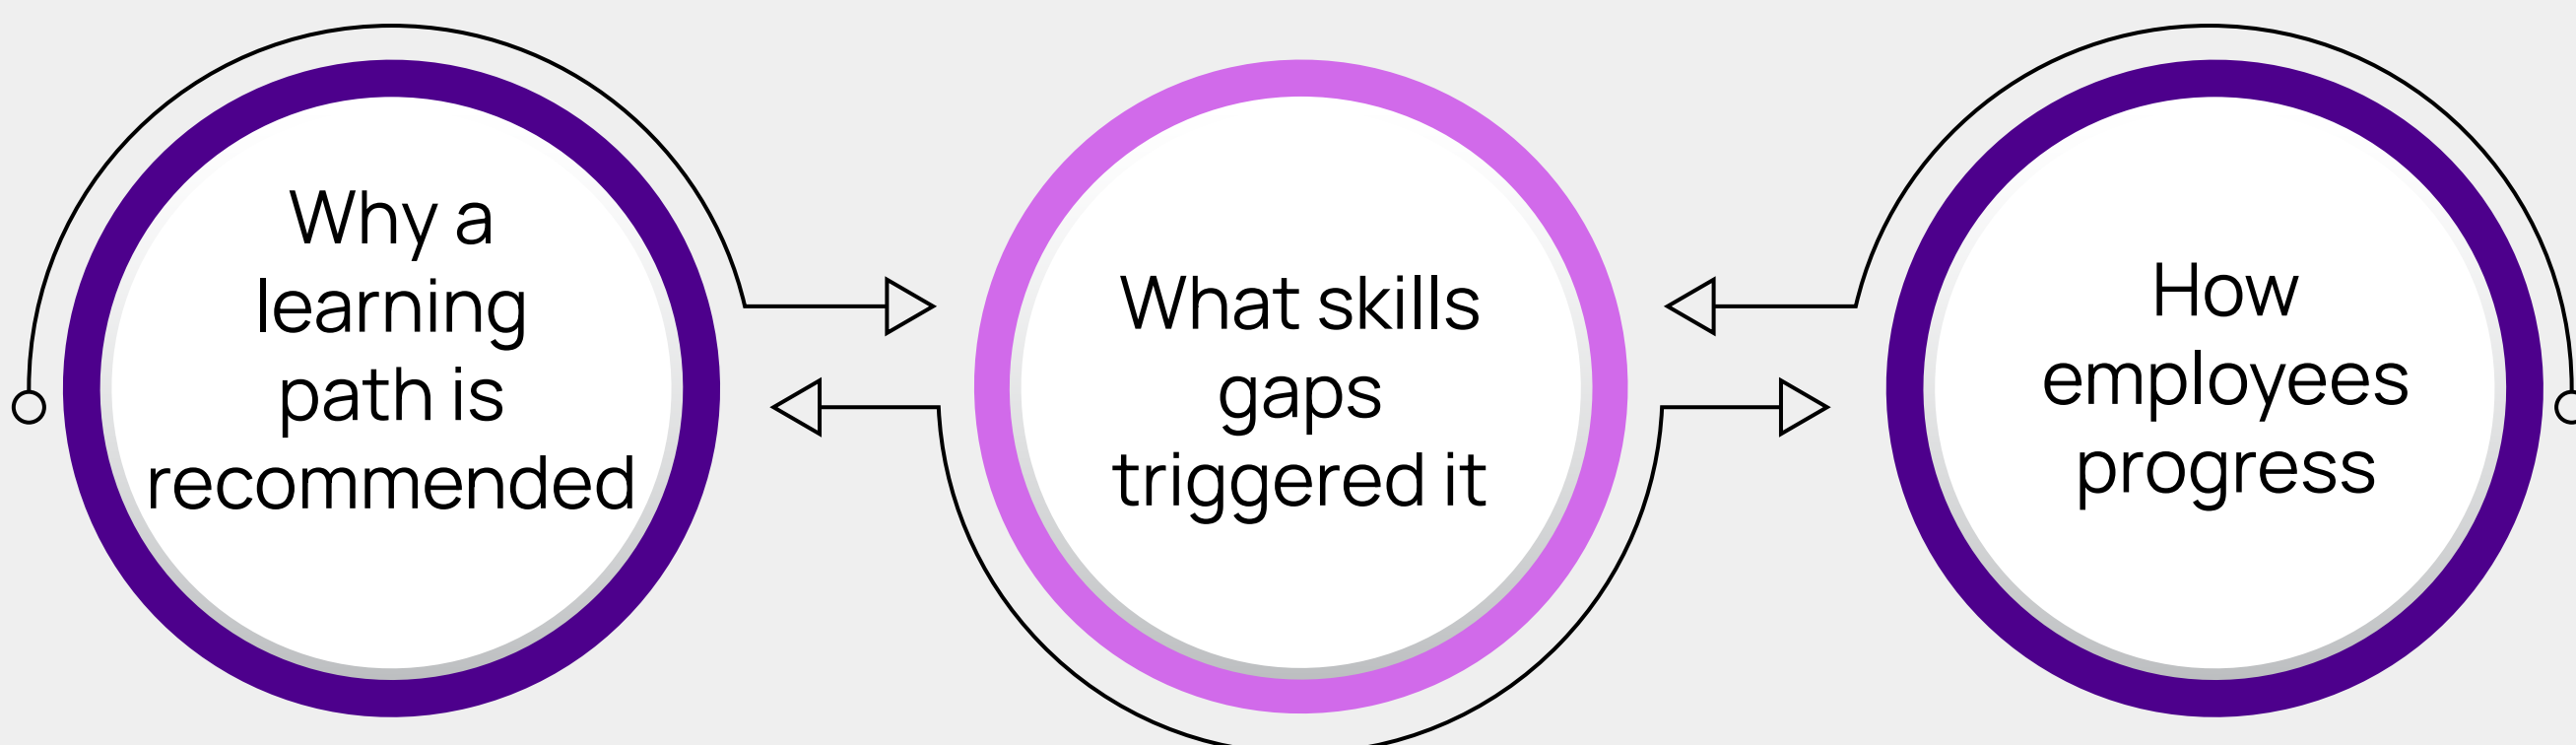 Why a
learning
path is
recommended
What skills
gaps
triggered it
How
employees
progress